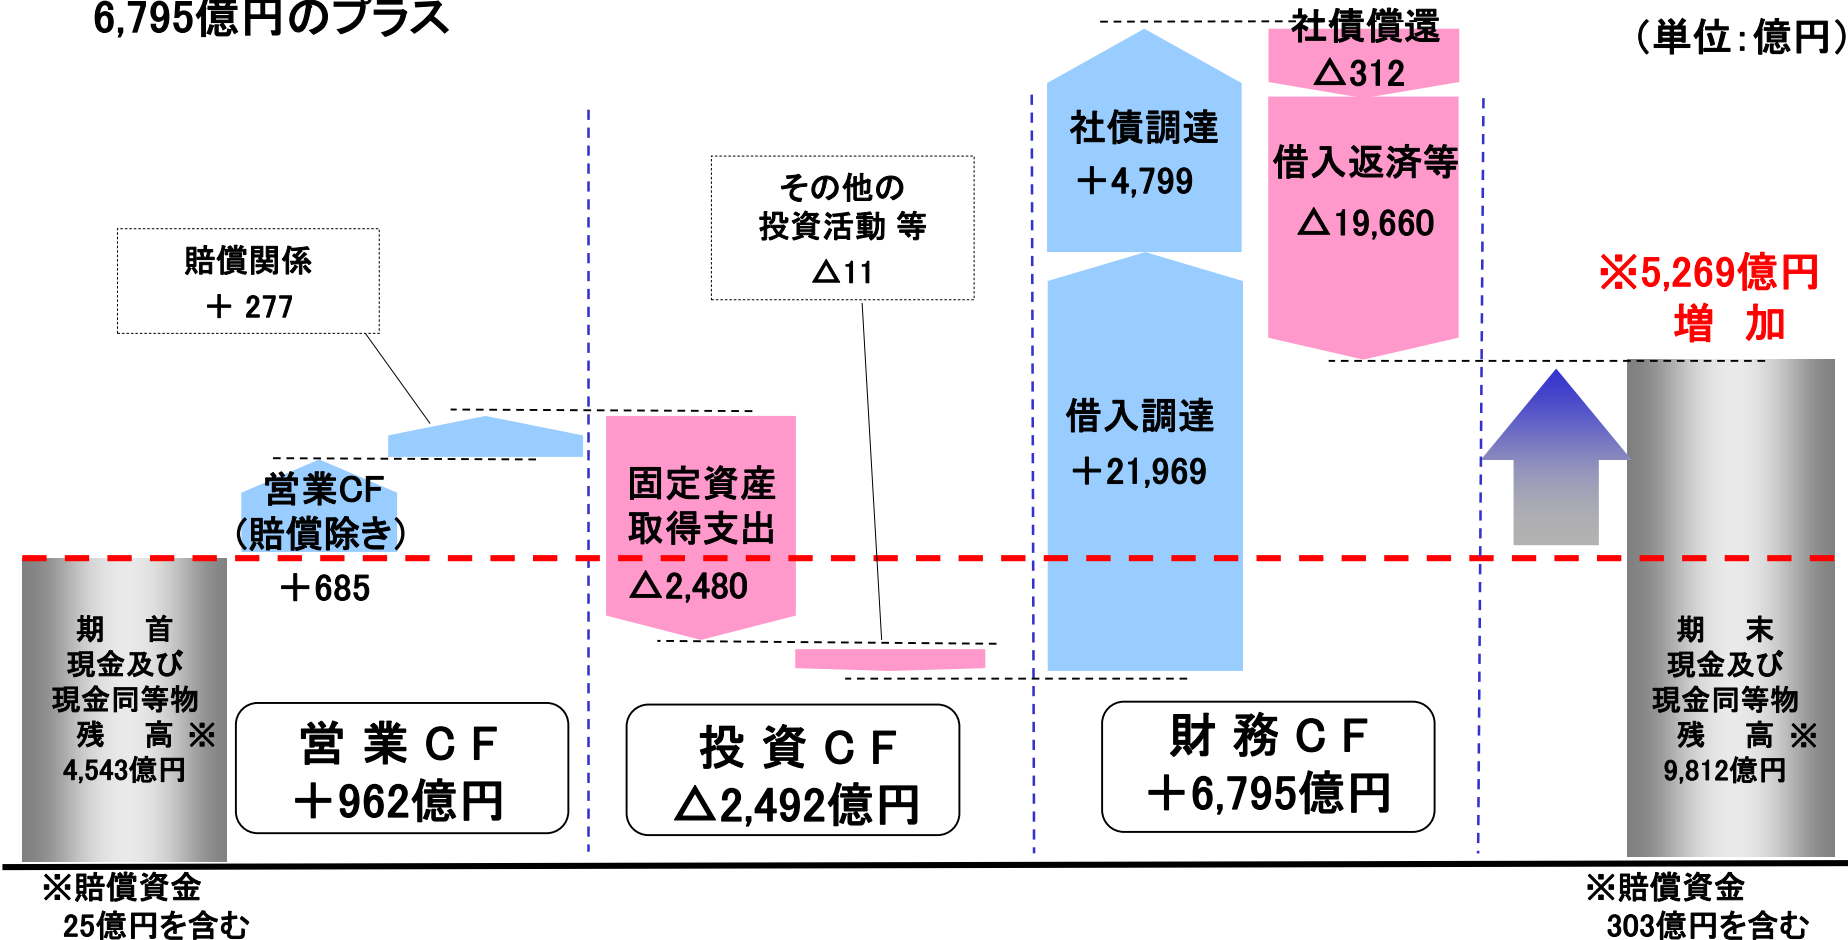 6,795億円のプラス
（単位：億円）
社債償還
△312
社債調達
＋4,799
借入返済等
△19,660
その他の
投資活動 等
△11
賠償関係
＋ 277
※5,269億円
増 加
借入調達
＋21,969
営業CF
（賠償除き）
＋685
固定資産
取得支出
△2,480
期 首
現金及び
現金同等物
残 高 ※
4,543億円
営 業 C F
＋962億円
投 資 C F
△2,492億円
財 務 C F
＋6,795億円
期 末
現金及び
現金同等物
残 高 ※
9,812億円
※賠償資金
25億円を含む
※賠償資金
303億円を含む